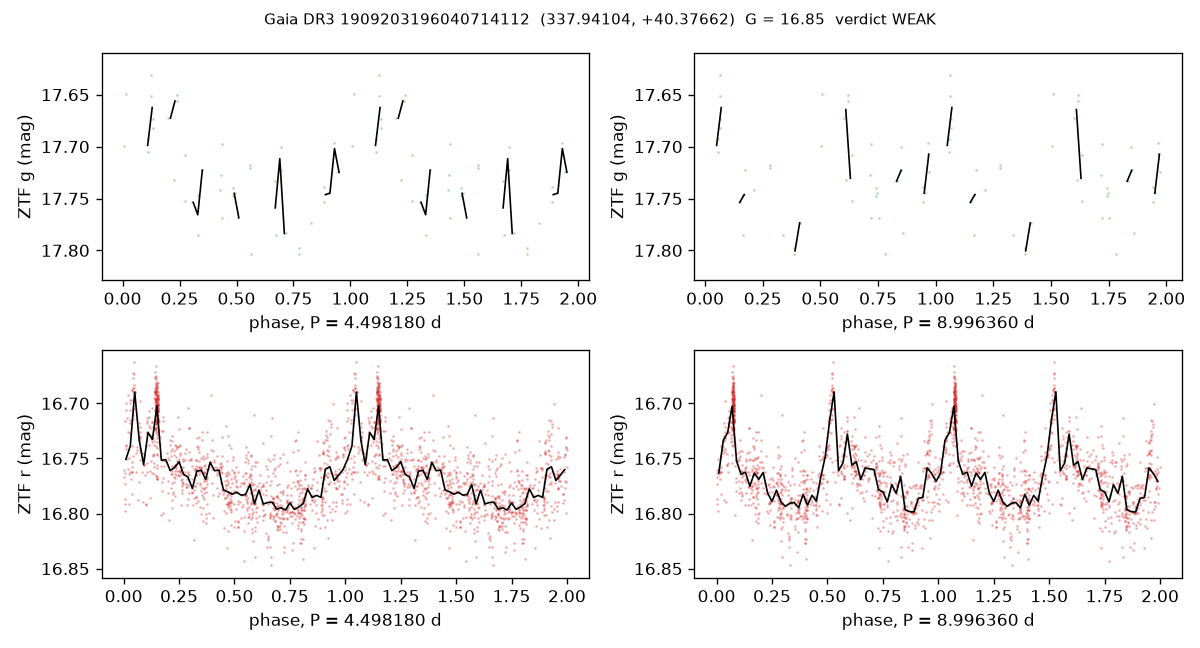 Gaia DR3 1909203196040714112  (337.94104, +40.37662)  G = 16.85  verdict WEAK
ZTF g (mag)
17.65
17.70
17.75
17.80
0.00 0.25 0.50 0.75 1.00 1.25 1.50 1.75 2.00
phase, P = 4.498180 d
ZTF g (mag)
17.65
17.70
17.75
17.80
0.00 0.25 0.50 0.75 1.00 1.25 1.50 1.75 2.00
phase, P = 8.996360 d
ZTF r (mag)
16.70
16.75
16.80
16.85
0.00 0.25 0.50 0.75 1.00 1.25 1.50 1.75 2.00
phase, P = 4.498180 d
ZTF r (mag)
16.70
16.75
16.80
16.85
0.00 0.25 0.50 0.75 1.00 1.25 1.50 1.75 2.00
phase, P = 8.996360 d